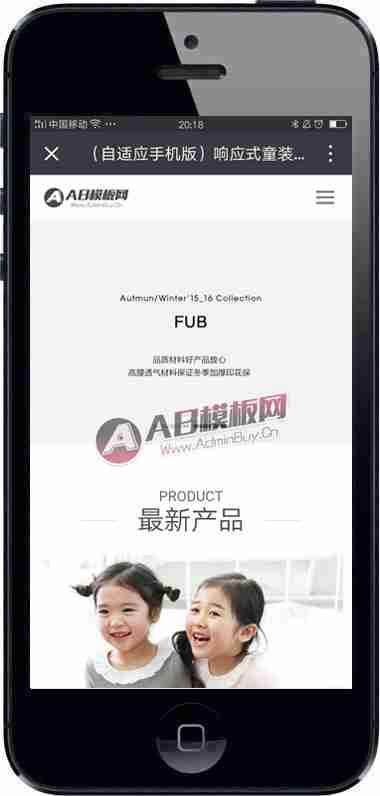 中国移动
20:18
（自适应手机版）响应式童装...
AB模板网
Www.AdminBuy.Cn
Autmun/Winter'15_16 Collection
FUB
品质材料好产品放心
高膛透气材料保证冬季加厚印花保
AB模板网
Www.AdminBuy.Cn
PRODUCT
最新产品